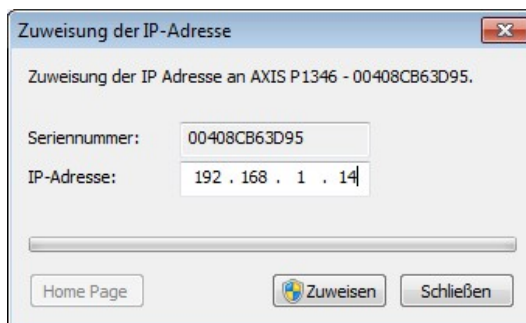 Zuweisung der IP-Adresse
Zuweisung der IP Adresse an AXIS P1346 - 00408CB63D95.
Seriennummer: 00408CB63D95
IP-Adresse: 192 . 168 . 1 . 14
Home Page Zuweisen Schließen